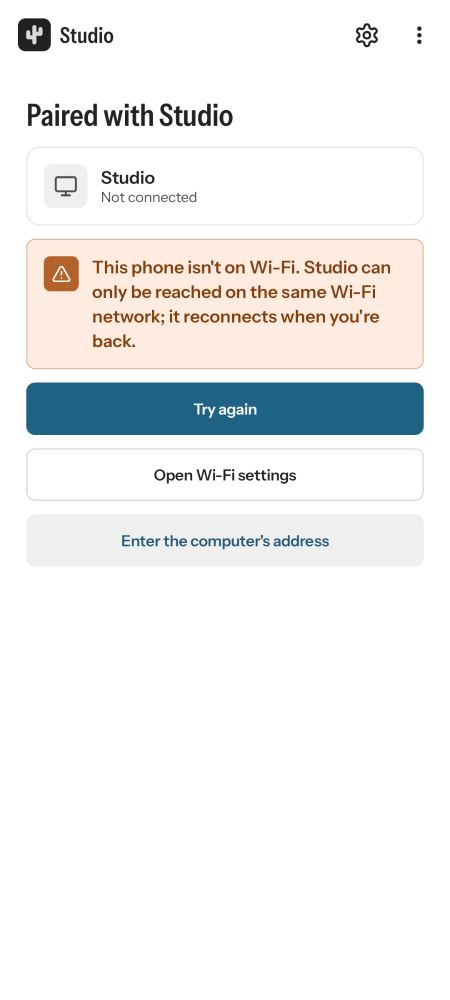 Studio
Paired with Studio
Studio
Not connected
This phone isn't on Wi-Fi. Studio can
only be reached on the same Wi-Fi
network; it reconnects when you're
back.
Try again
Open Wi-Fi settings
Enter the computer's address